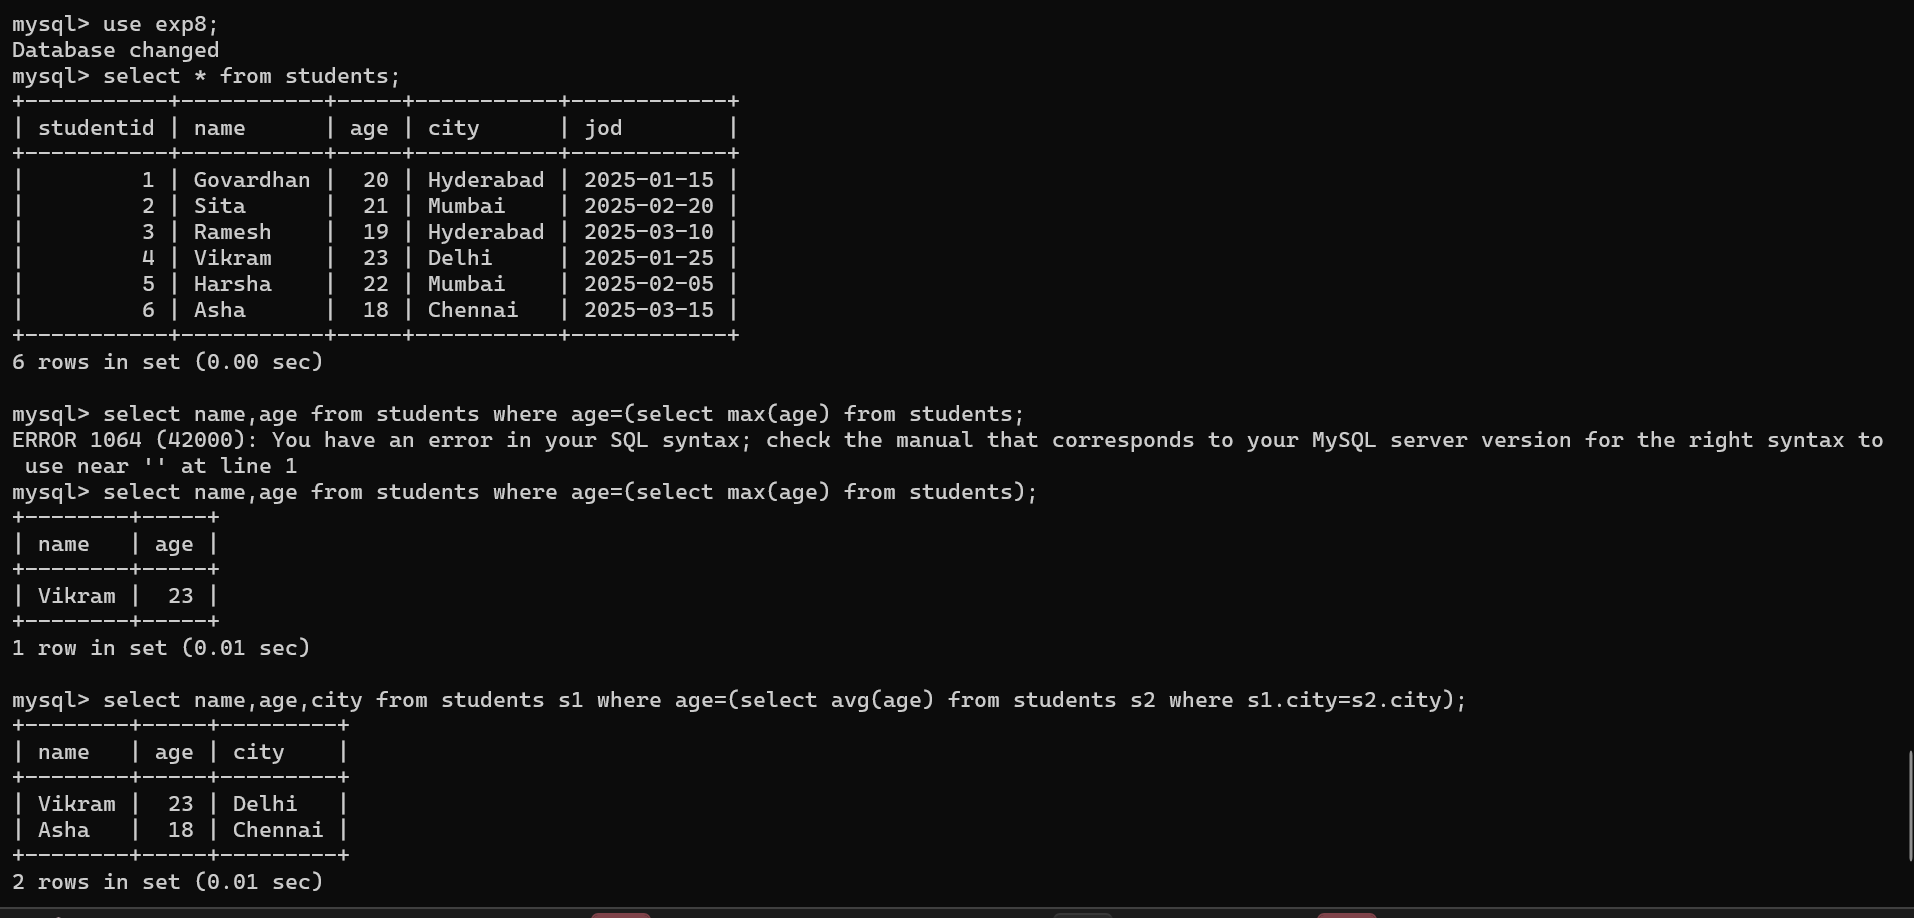 mysql> use exp8;
Database changed
mysql> select * from students;
+-----------+-----------+-----+-----------+------------+
| studentid | name      | age | city      | jod        |
+-----------+-----------+-----+-----------+------------+
|         1 | Govardhan |  20 | Hyderabad | 2025-01-15 |
|         2 | Sita      |  21 | Mumbai    | 2025-02-20 |
|         3 | Ramesh    |  19 | Hyderabad | 2025-03-10 |
|         4 | Vikram    |  23 | Delhi     | 2025-01-25 |
|         5 | Harsha    |  22 | Mumbai    | 2025-02-05 |
|         6 | Asha      |  18 | Chennai   | 2025-03-15 |
+-----------+-----------+-----+-----------+------------+
6 rows in set (0.00 sec)

mysql> select name,age from students where age=(select max(age) from students;
ERROR 1064 (42000): You have an error in your SQL syntax; check the manual that corresponds to your MySQL server version for the right syntax to
 use near '' at line 1
mysql> select name,age from students where age=(select max(age) from students);
+--------+-----+
| name   | age |
+--------+-----+
| Vikram |  23 |
+--------+-----+
1 row in set (0.01 sec)

mysql> select name,age,city from students s1 where age=(select avg(age) from students s2 where s1.city=s2.city);
+--------+-----+---------+
| name   | age | city    |
+--------+-----+---------+
| Vikram |  23 | Delhi   |
| Asha   |  18 | Chennai |
+--------+-----+---------+
2 rows in set (0.01 sec)